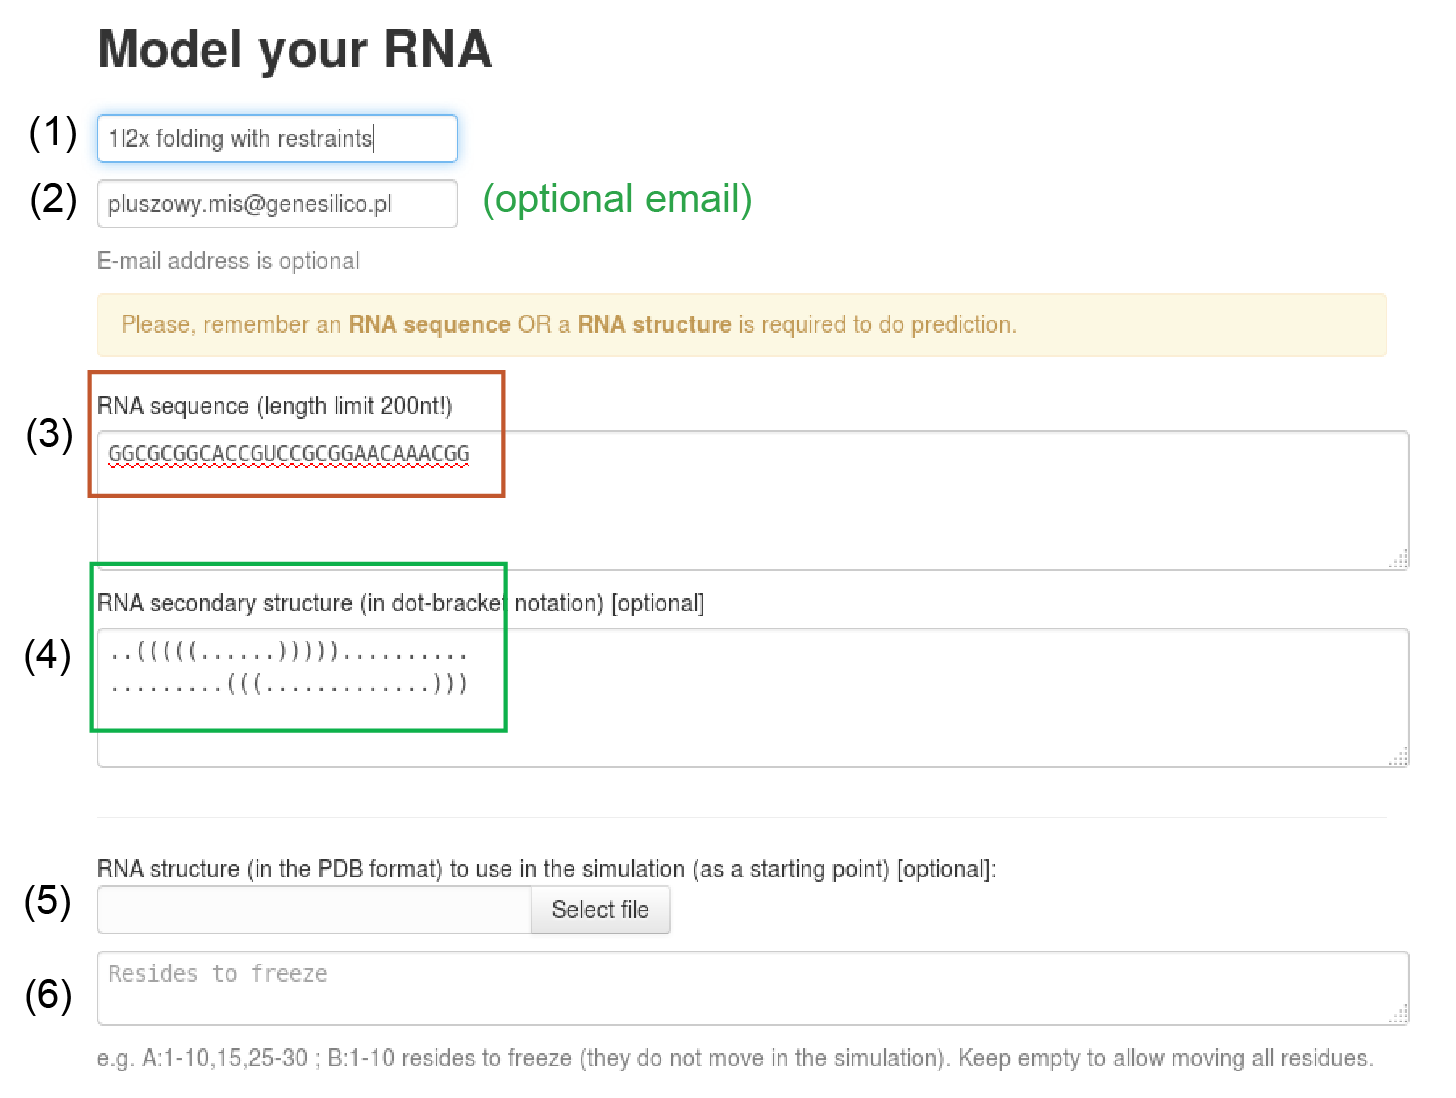 Model your RNA
(1) 1l2x folding with restraints
(2) pluszowy.mis@genesilico.pl (optional email)
E-mail address is optional
Please, remember an RNA sequence OR a RNA structure is required to do prediction.
RNA sequence (length limit 200nt!)
(3) GGCGCGGCACCGUCCGCGGAACAAACGG
RNA secondary structure (in dot-bracket notation) [optional]
(4) ..(((((......)))))..........
.........(((.............)))
RNA structure (in the PDB format) to use in the simulation (as a starting point) [optional]:
(5) Select file
(6) Resides to freeze
e.g. A:1-10,15,25-30 ; B:1-10 resides to freeze (they do not move in the simulation). Keep empty to allow moving all residues.